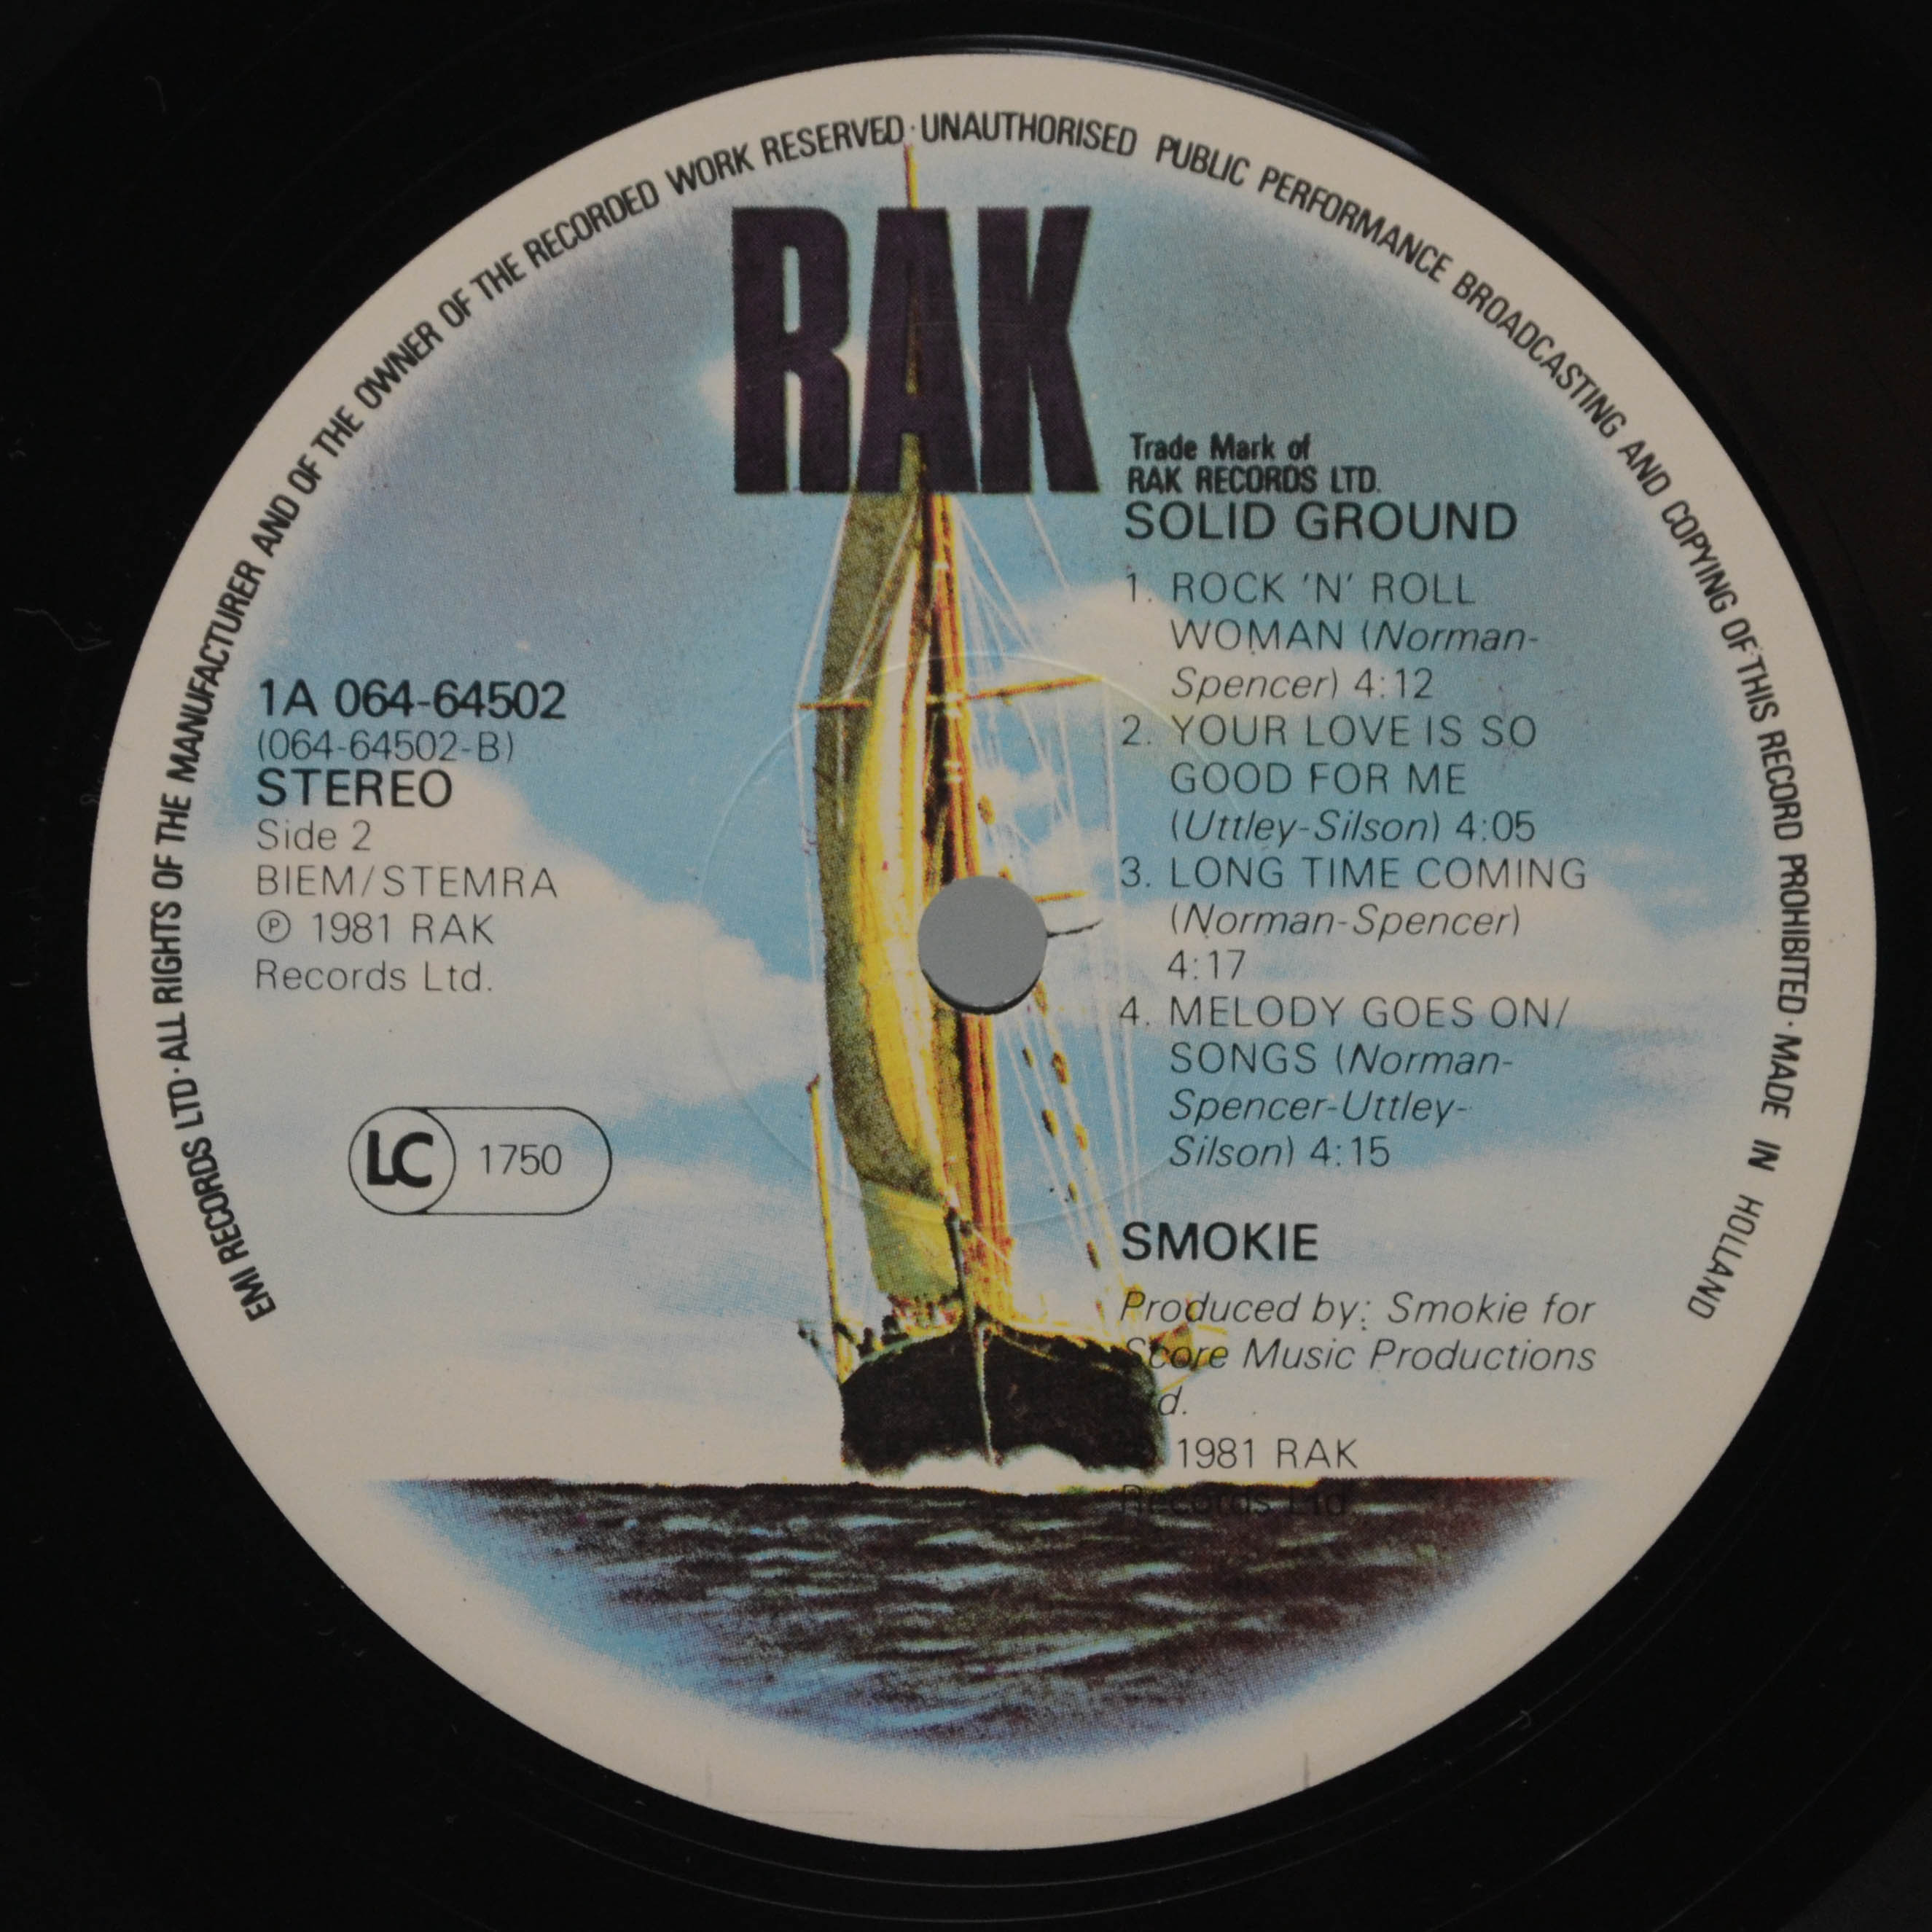 EMI RECORDS LTD · ALL RIGHTS OF THE MANUFACTURER AND OF THE OWNER OF THE RECORDED WORK RESERVED · UNAUTHORISED PUBLIC PERFORMANCE BROADCASTING AND COPYING OF THIS RECORD PROHIBITED · MADE IN HOLLAND
RAK
Trade Mark of
RAK RECORDS LTD.
1A 064-64502
(064-64502-B)
STEREO
Side 2
BIEM/STEMRA
℗ 1981 RAK
Records Ltd.
LC 1750
SOLID GROUND
1. ROCK 'N' ROLL
WOMAN (Norman-
Spencer) 4:12
2. YOUR LOVE IS SO
GOOD FOR ME
(Uttley-Silson) 4:05
3. LONG TIME COMING
(Norman-Spencer)
4:17
4. MELODY GOES ON/
SONGS (Norman-
Spencer-Uttley-
Silson) 4:15
SMOKIE
Produced by: Smokie for
Score Music Productions
1981 RAK
Records Ltd